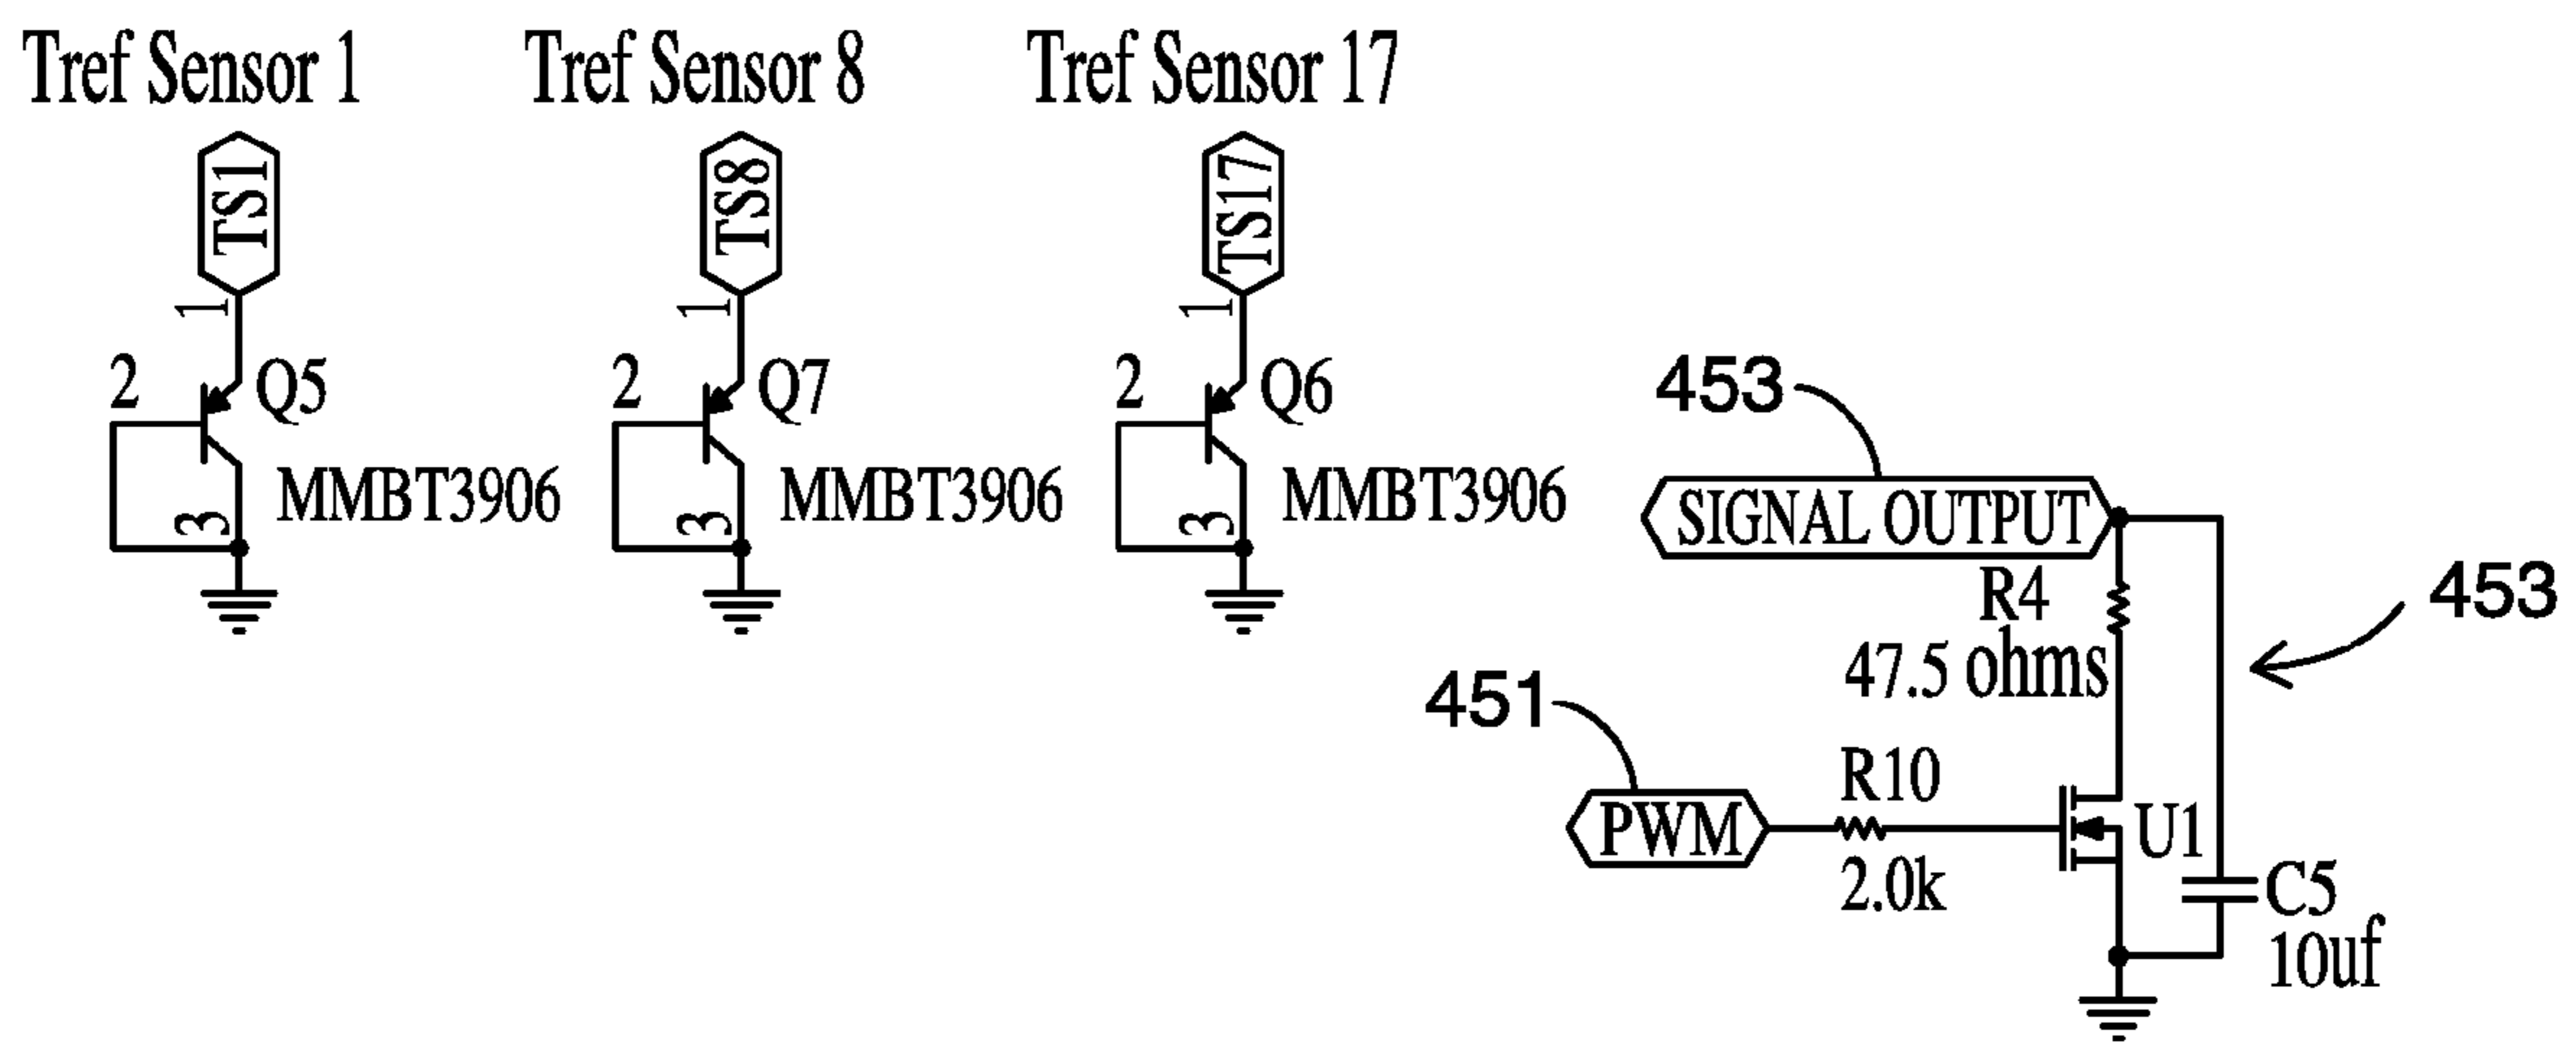 Tref Sensor 1
TS1
1
2
Q5
MMBT3906
3
Tref Sensor 8
TS8
1
2
Q7
MMBT3906
3
Tref Sensor 17
TS17
1
2
Q6
MMBT3906
3
453
SIGNAL OUTPUT
R4
47.5 ohms
453
451
PWM
R10
2.0k
U1
C5
10uf